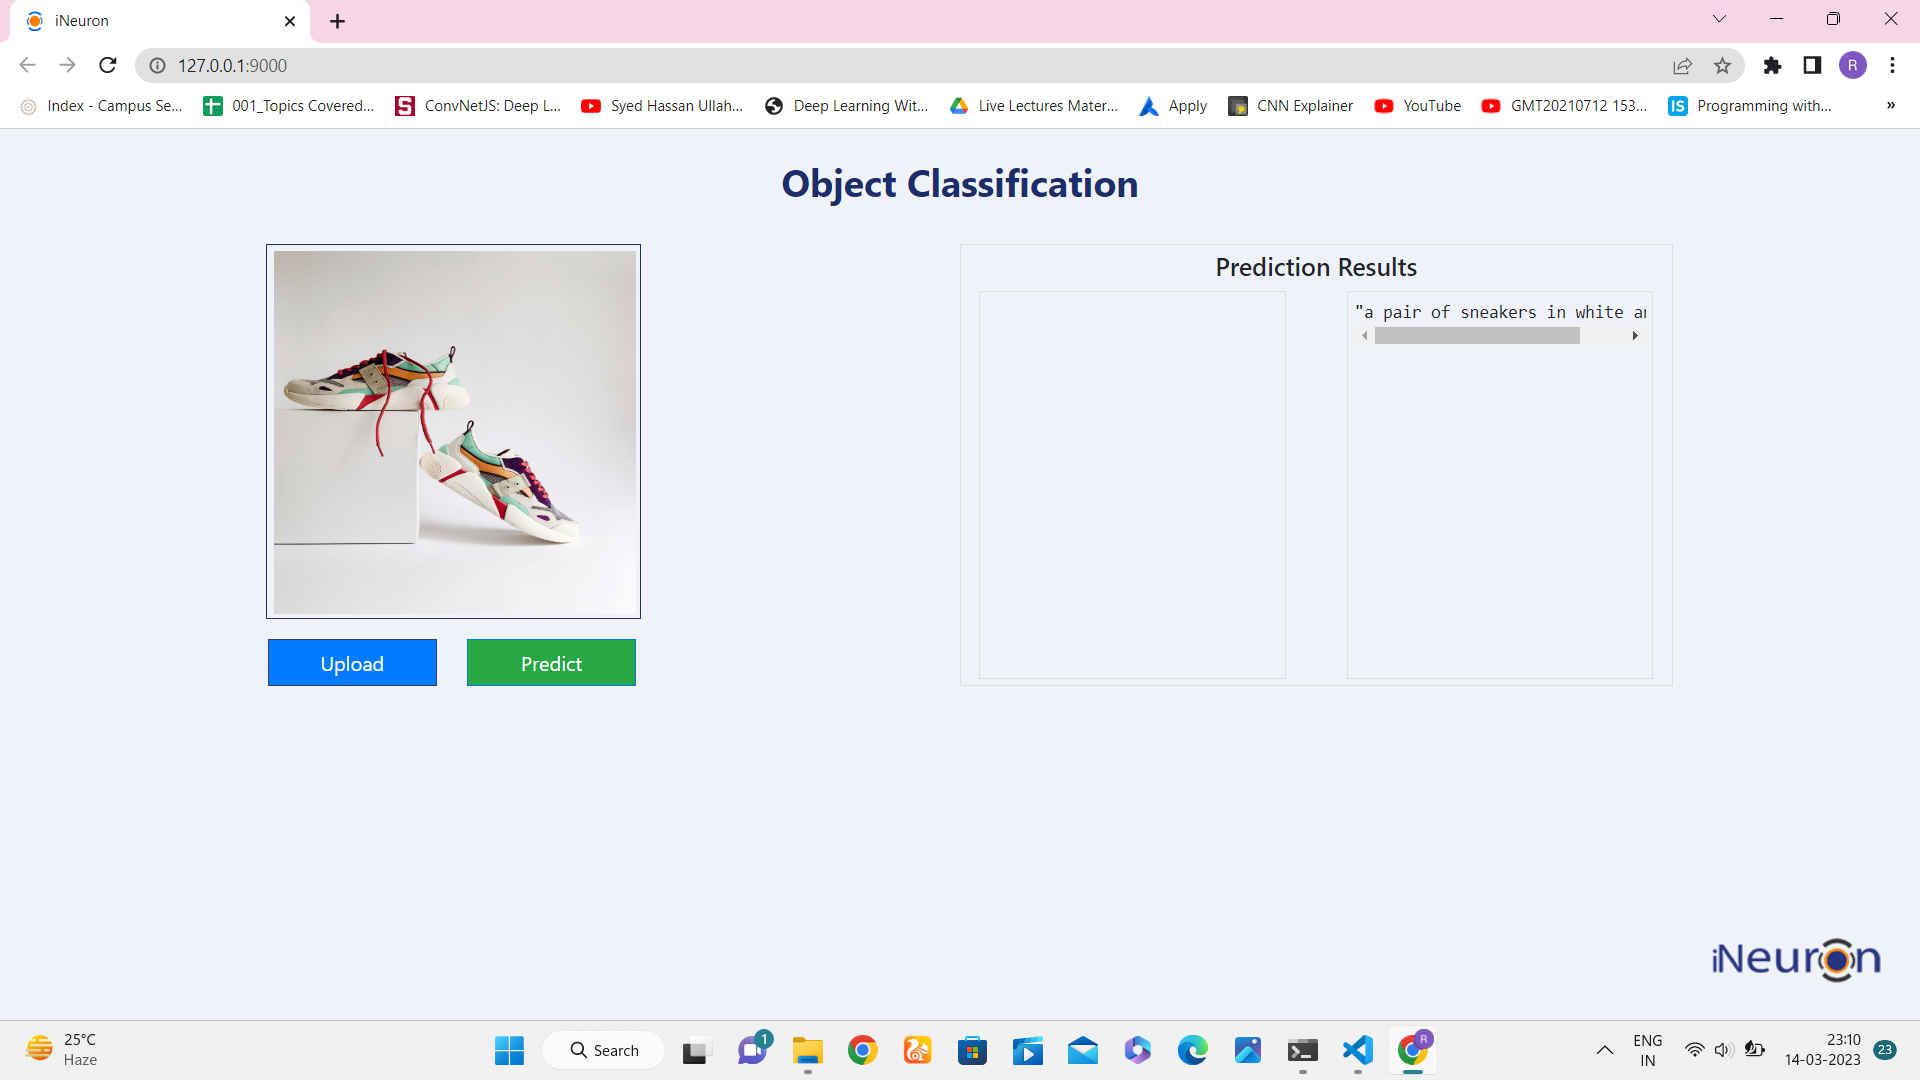 iNeuron
127.0.0.1:9000
R
Index - Campus Se...
001_Topics Covered...
ConvNetJS: Deep L...
Syed Hassan Ullah...
Deep Learning Wit...
Live Lectures Mater...
Apply
CNN Explainer
YouTube
GMT20210712 153...
Programming with...
»
Object Classification
Prediction Results
"a pair of sneakers in white
Upload
Predict
iNeuron
25°C
Haze
Search
1
R
ENG
IN
23:10
14-03-2023
23